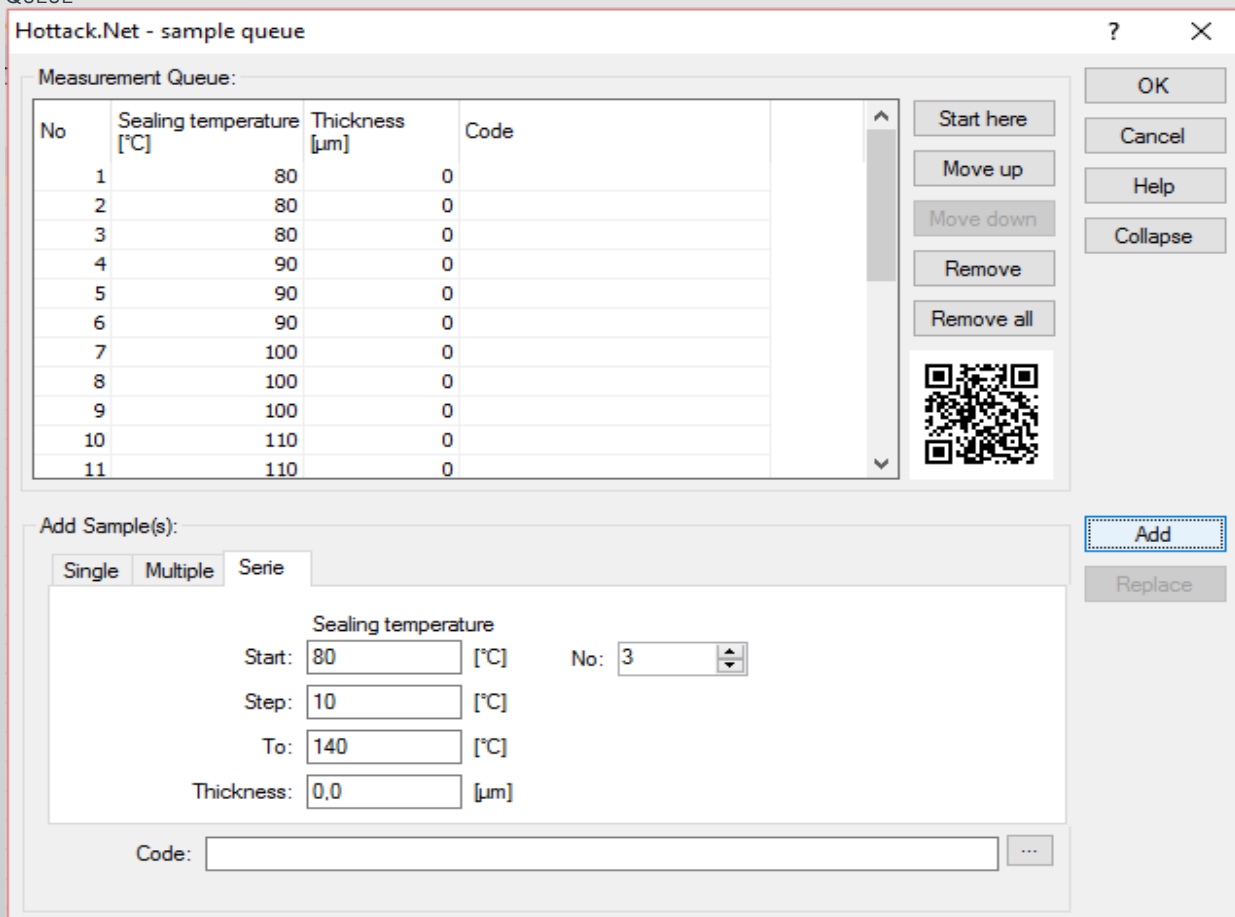 QUEUE
Hottack.Net - sample queue
?
Measurement Queue:
No Sealing temperature [°C] Thickness [µm] Code
1 80 0
2 80 0
3 80 0
4 90 0
5 90 0
6 90 0
7 100 0
8 100 0
9 100 0
10 110 0
11 110 0
Start here
Move up
Move down
Remove
Remove all
OK
Cancel
Help
Collapse
Add Sample(s):
Single Multiple Serie
Sealing temperature
Start: 80 [°C] No: 3
Step: 10 [°C]
To: 140 [°C]
Thickness: 0,0 [µm]
Code: ...
Add
Replace